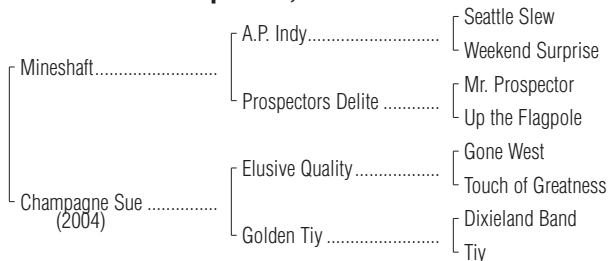 Seattle Slew
A.P. Indy
Weekend Surprise
Mineshaft
Mr. Prospector
Prospectors Delite
Up the Flagpole
Gone West
Elusive Quality
Touch of Greatness
Champagne Sue
(2004)
Dixieland Band
Golden Tiy
Tiy